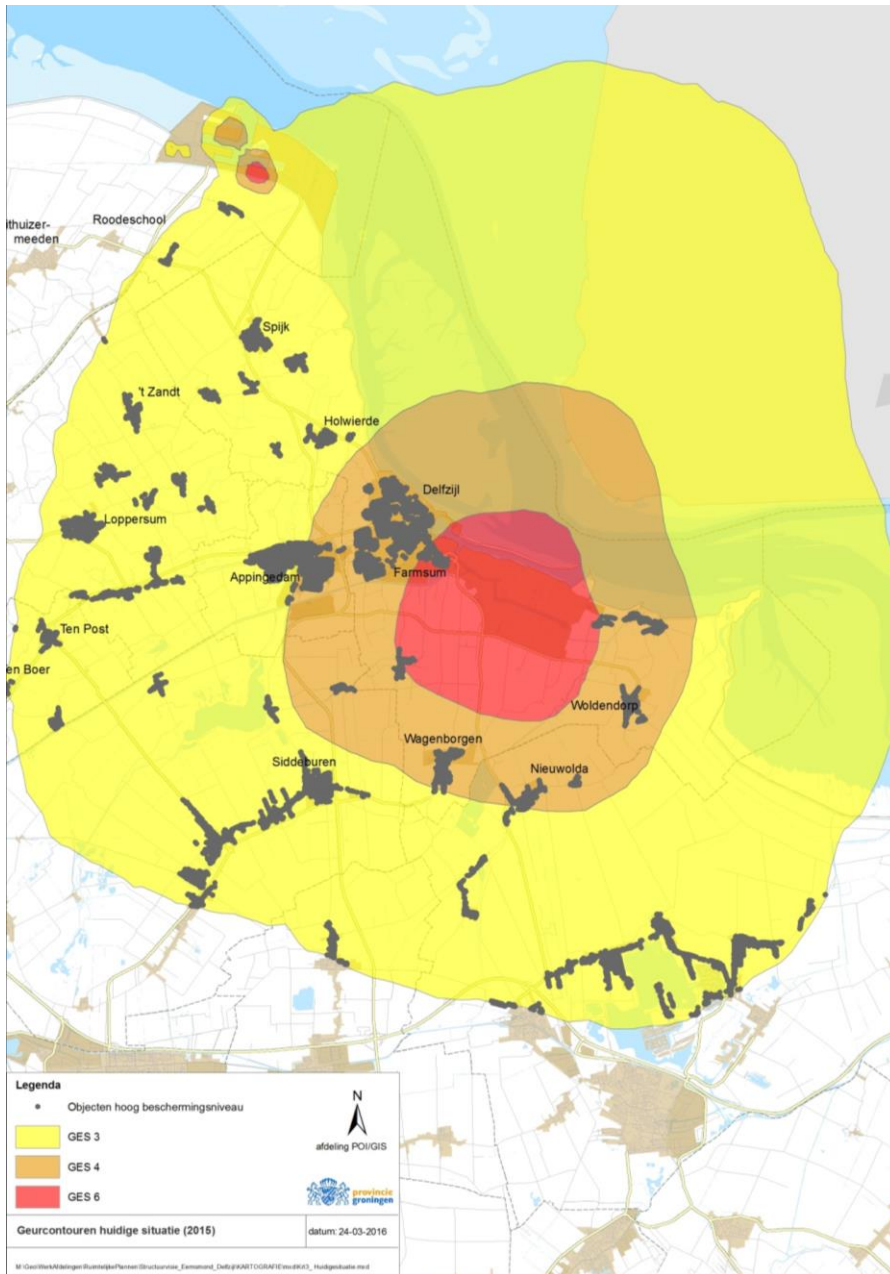 Roodeschool
ithuizer-
meeden
Spijk
't Zandt
Holwierde
Delfzijl
Loppersum
Appingedam
Farmsum
Ten Post
en Boer
Woldendorp
Wagenborgen
Siddeburen
Nieuwolda
Legenda
Objecten hoog beschermingsniveau
GES 3
GES 4
GES 6
N
afdeling POI/GIS
provincie
groningen
Geurcontouren huidige situatie (2015)
datum: 24-03-2016